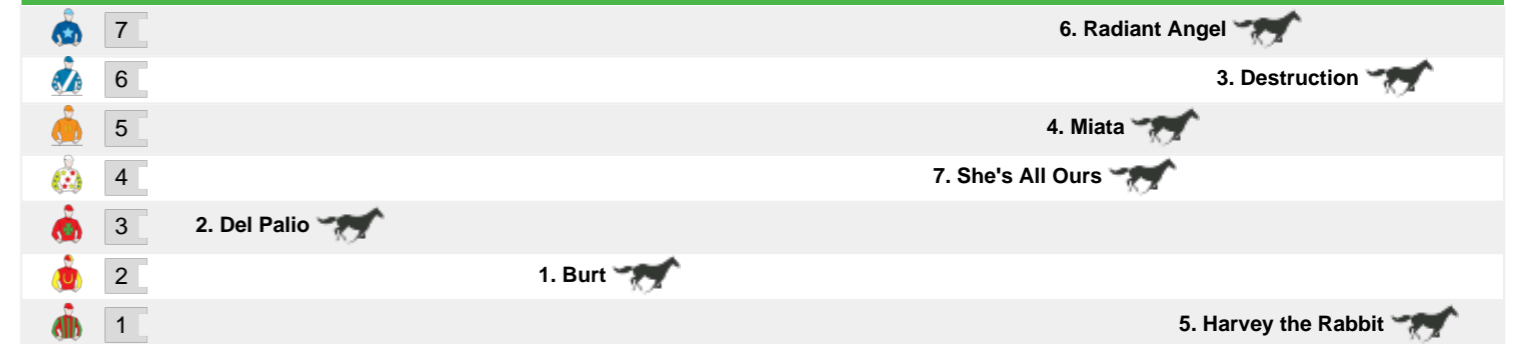 7 6. Radiant Angel
6 3. Destruction
5 4. Miata
4 7. She's All Ours
3 2. Del Palio
2 1. Burt
1 5. Harvey the Rabbit